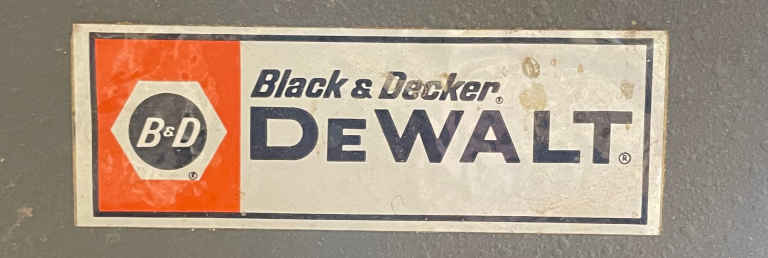 B&D
®
Black & Decker®
DEWALT®